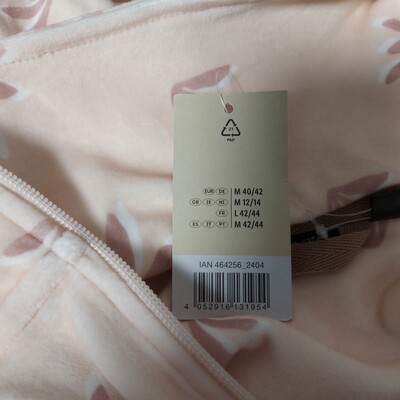 21
PAP
EUR DE M 40/42
GB IE NI M 12/14
FR L 42/44
ES IT PT M 42/44
IAN 464256_2404
4 052916 131954